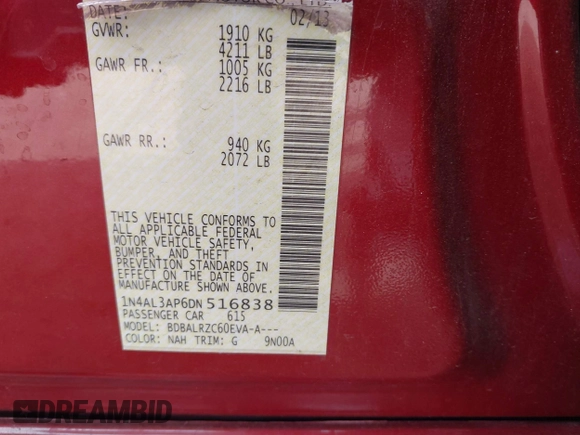 DATE: 02/13
GVWR: 1910 KG
4211 LB
GAWR FR.: 1005 KG
2216 LB
GAWR RR.: 940 KG
2072 LB
THIS VEHICLE CONFORMS TO
ALL APPLICABLE FEDERAL
MOTOR VEHICLE SAFETY,
BUMPER, AND THEFT
PREVENTION STANDARDS IN
EFFECT ON THE DATE OF
MANUFACTURE SHOWN ABOVE.
1N4AL3AP6DN516838
PASSENGER CAR 615
MODEL: BDBALRZC60EVA-A---
COLOR: NAH TRIM: G 9N00A
DREAMBID